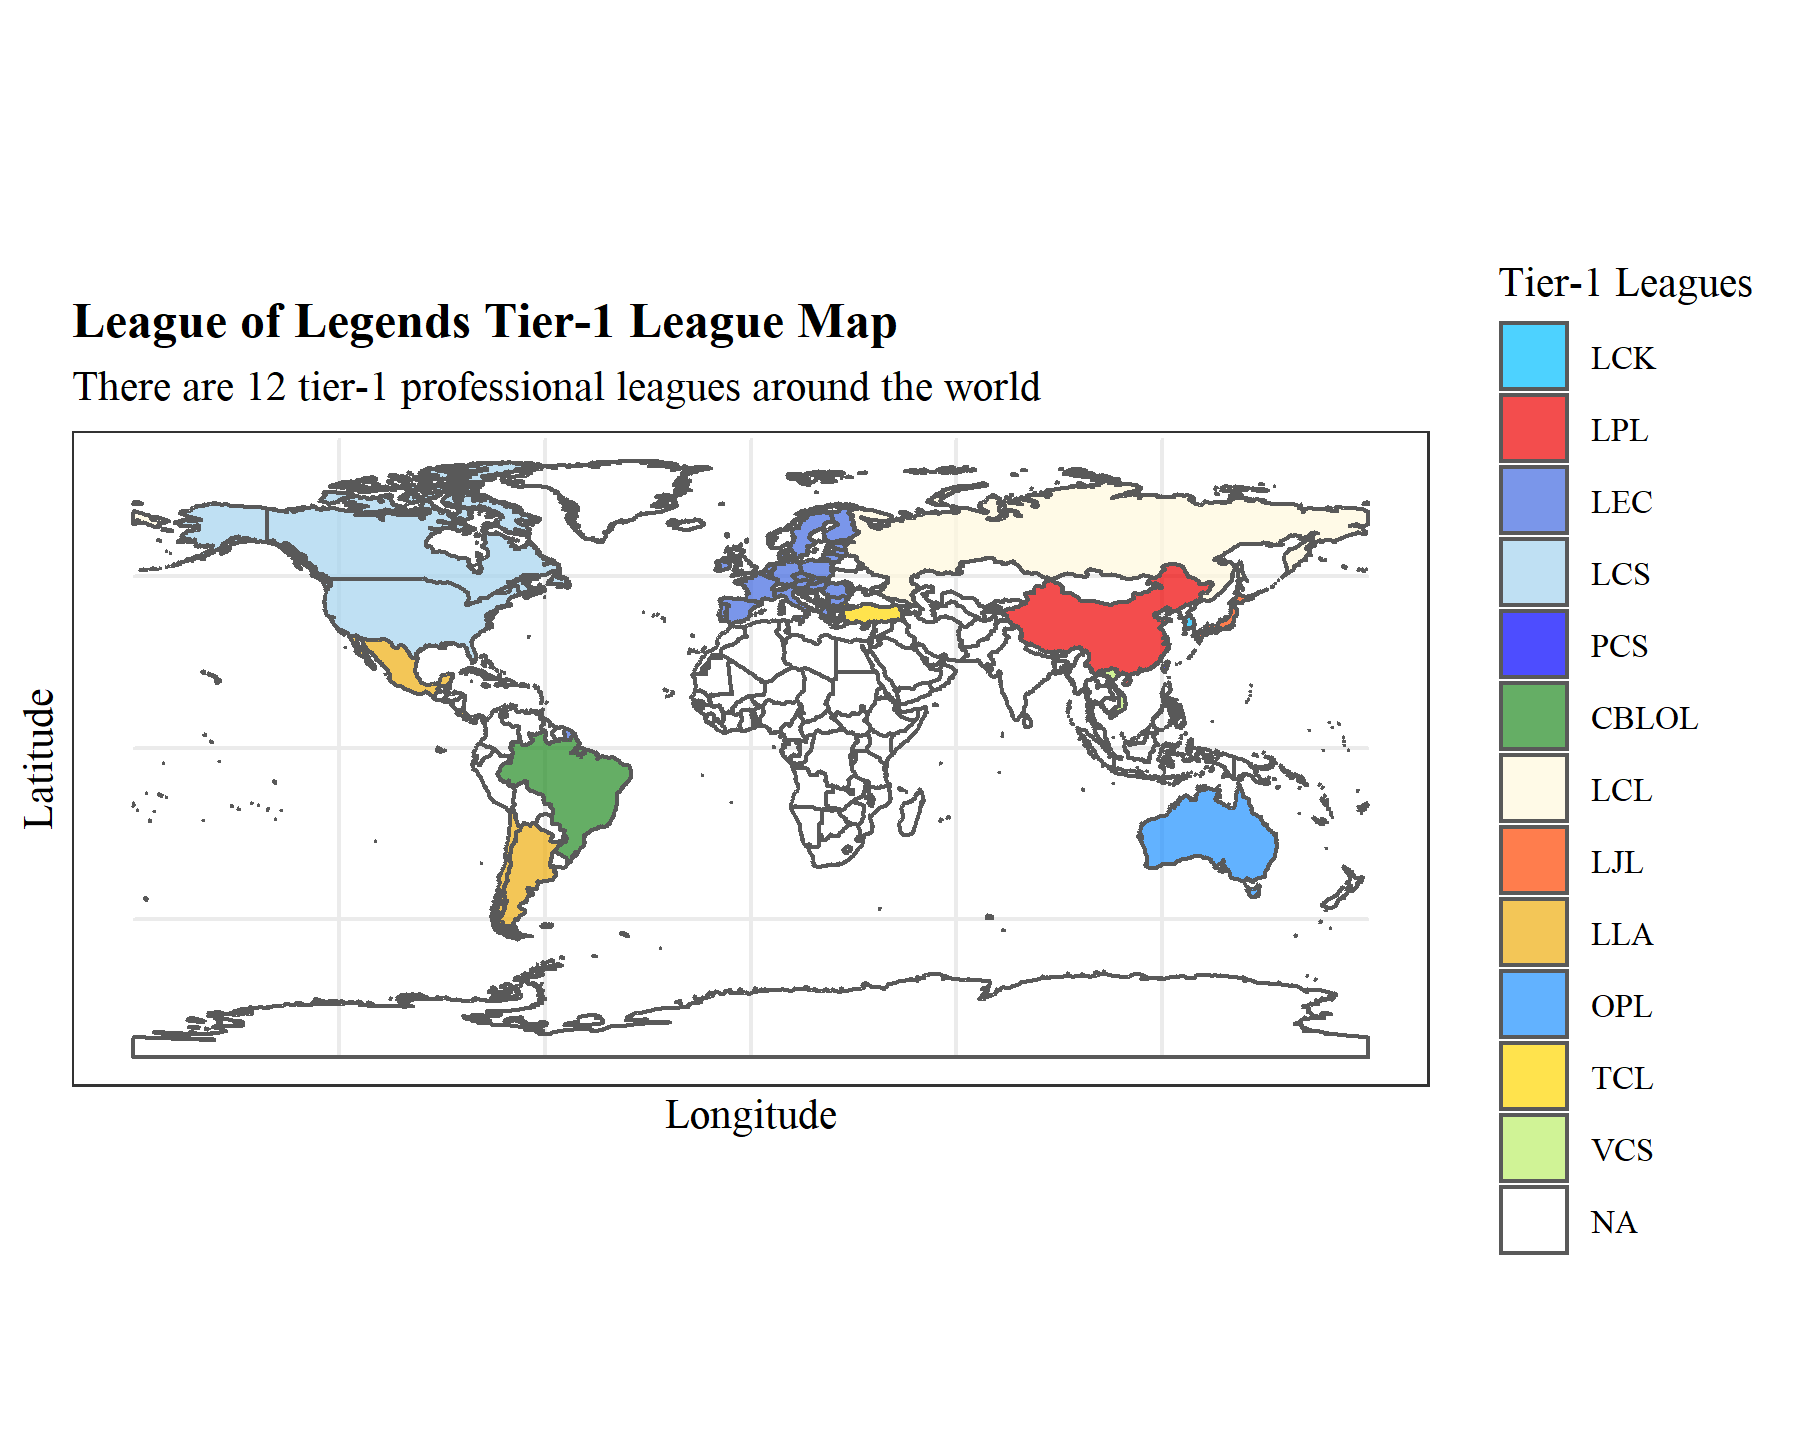 League of Legends Tier-1 League Map
There are 12 tier-1 professional leagues around the world
Latitude
Longitude
Tier-1 Leagues
LCK
LPL
LEC
LCS
PCS
CBLOL
LCL
LJL
LLA
OPL
TCL
VCS
NA